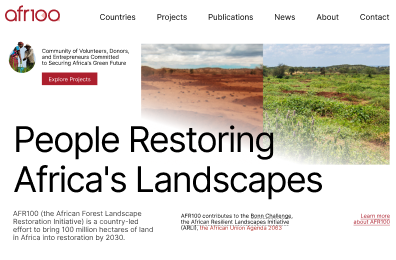 afr100
Countries
Projects
Publications
News
About
Contact
Community of Volunteers, Donors,
and Entrepreneurs Committed
to Securing Africa's Green Future
Explore Projects
People Restoring
Africa's Landscapes
AFR100 (the African Forest Landscape
Restoration Initiative) is a country-led
effort to bring 100 million hectares of land
in Africa into restoration by 2030.
AFR100 contributes to the Bonn Challenge,
the African Resilient Landscapes Initiative
(ARLI), the African Union Agenda 2063
Learn more
about AFR100